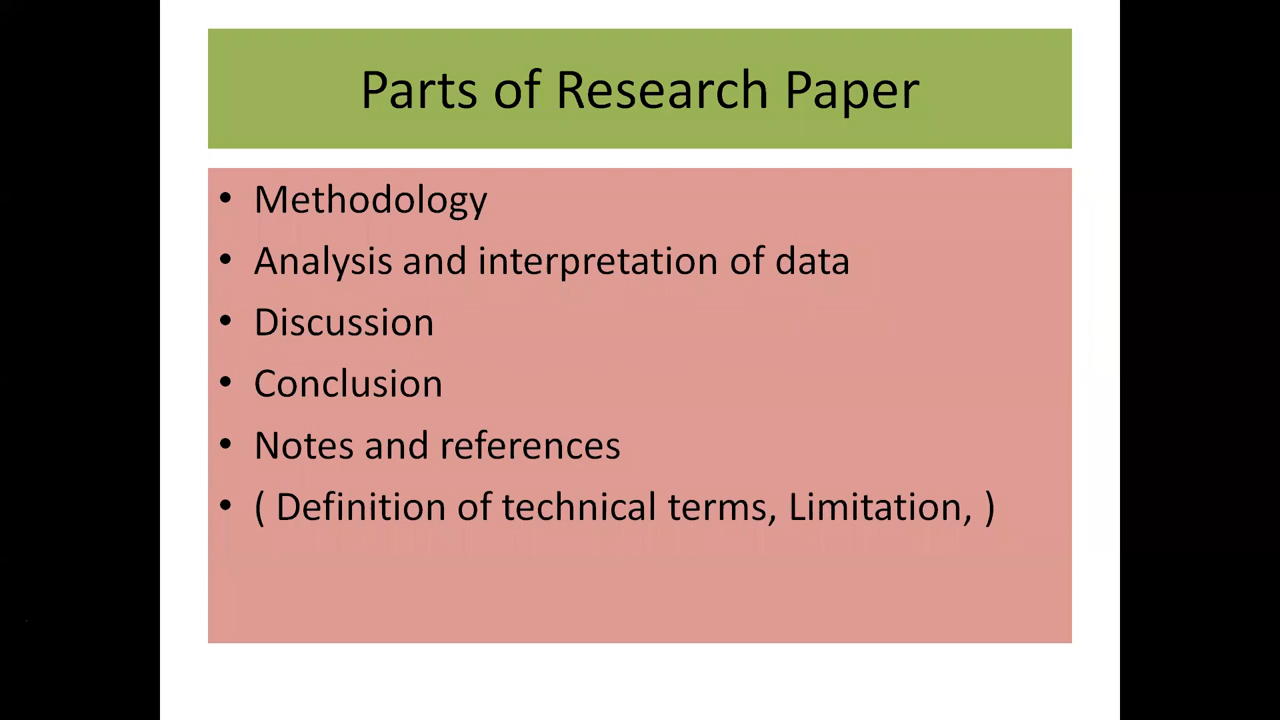 Parts of Research Paper
• Methodology
• Analysis and interpretation of data
• Discussion
• Conclusion
• Notes and references
• ( Definition of technical terms, Limitation, )